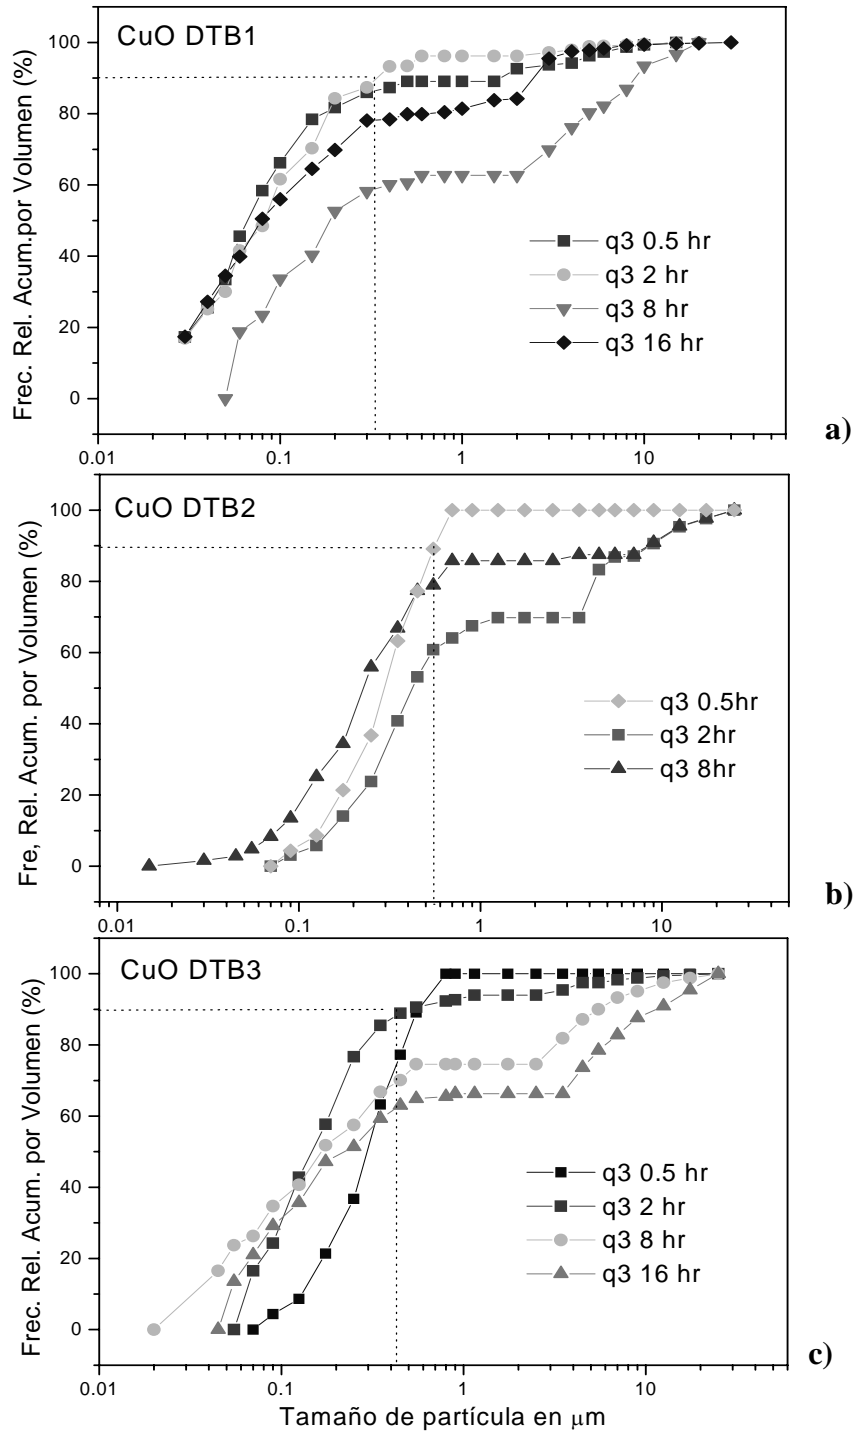 CuO DTB1
Frec. Rel. Acum.por Volumen (%)
100
80
60
40
20
0
q3 0.5 hr
q3 2 hr
q3 8 hr
q3 16 hr
0.01
0.1
1
10
a)
CuO DTB2
Fre, Rel. Acum. por Volumen (%)
100
80
60
40
20
0
q3 0.5hr
q3 2hr
q3 8hr
0.01
0.1
1
10
b)
CuO DTB3
Frec. Rel. Acum. por Volumen (%)
100
80
60
40
20
0
q3 0.5 hr
q3 2 hr
q3 8 hr
q3 16 hr
0.01
0.1
1
10
c)
Tamaño de partícula en μm